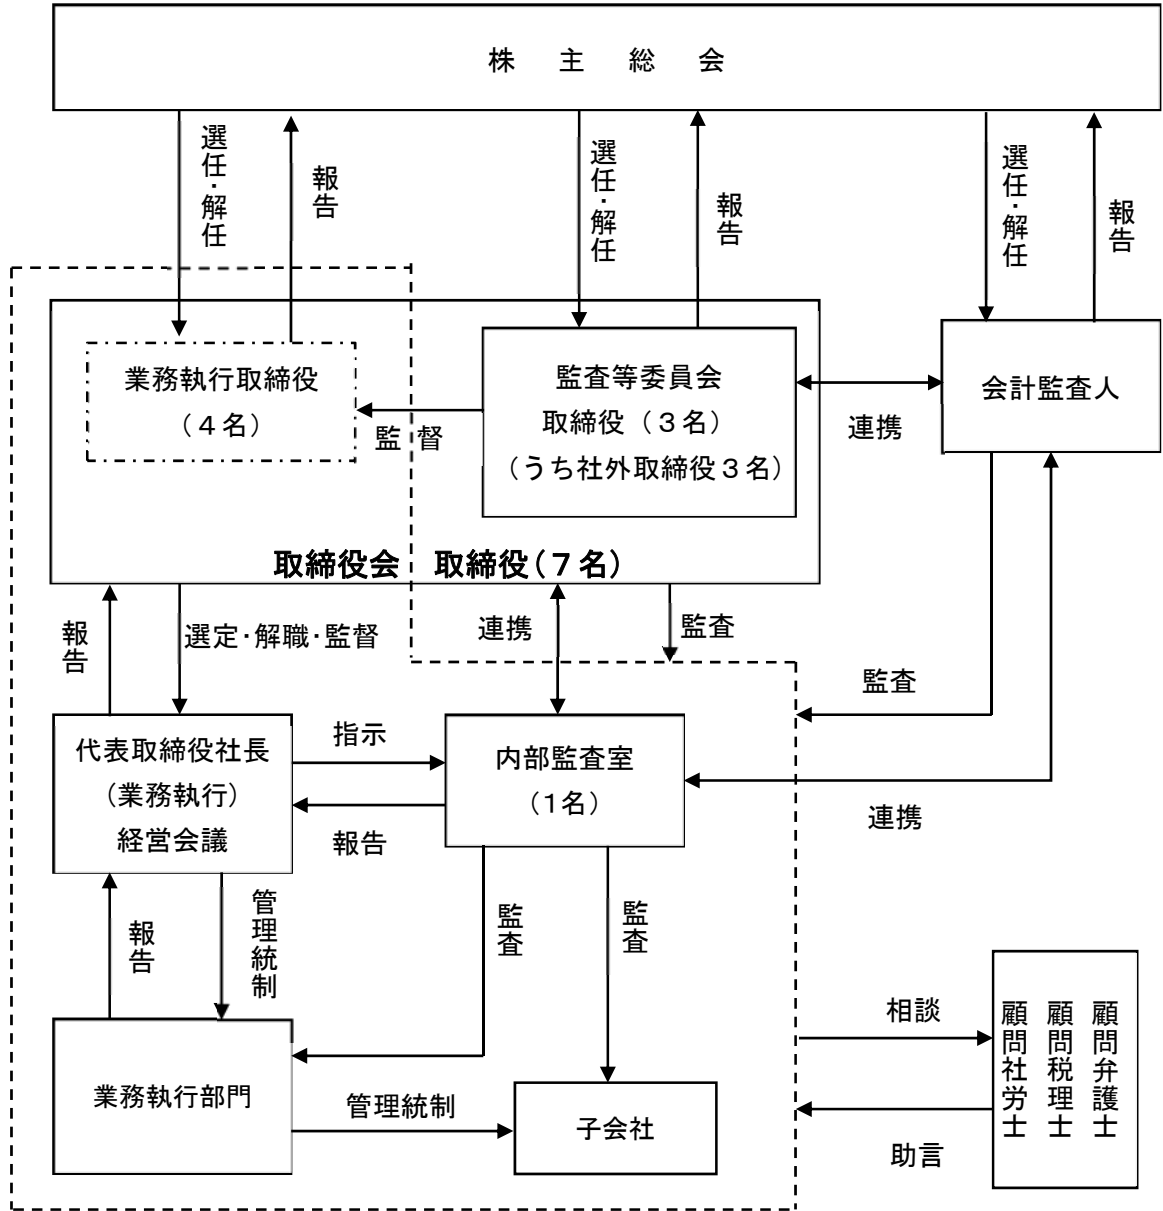 株 主 総 会
選任・解任
報告
選任・解任
報告
選任・解任
報告
業務執行取締役
(４名)
監査等委員会
取締役(３名)
(うち社外取締役３名)
会計監査人
監 督
連携
取締役会 取締役(７名)
報告
選定・解職・監督
連携
監査
監査
代表取締役社長
(業務執行)
経営会議
指示
報告
内部監査室
(1名)
連携
報告
管理統制
監査
監査
業務執行部門
管理統制
子会社
相談
助言
顧問弁護士
顧問税理士
顧問社労士